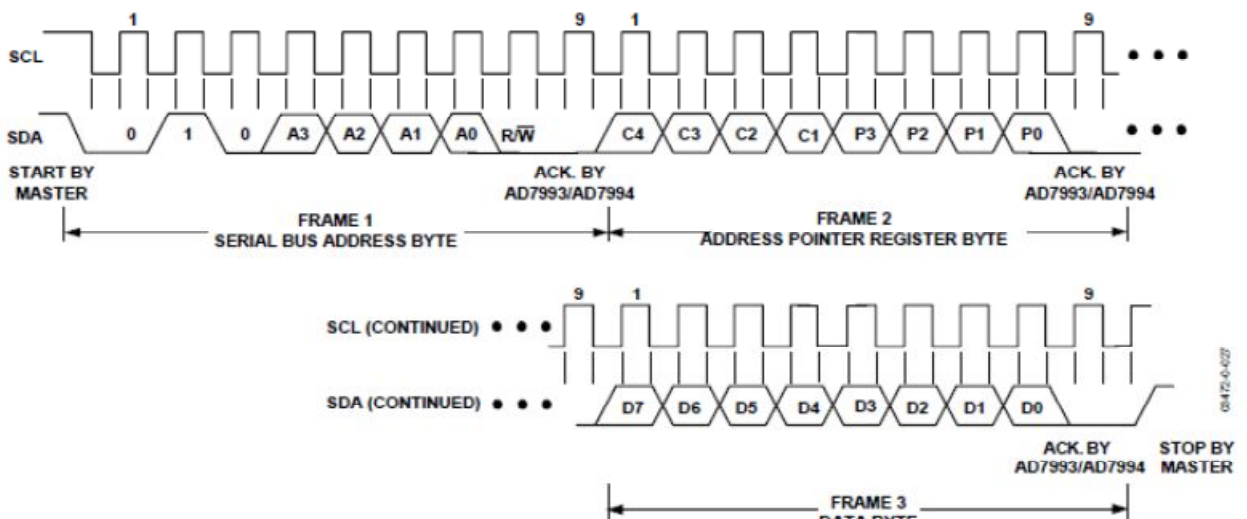 1 9 1 9
SCL
SDA 0 1 0 A3 A2 A1 A0 R/W̅ C4 C3 C2 C1 P3 P2 P1 P0
START BY MASTER
ACK. BY AD7993/AD7994
ACK. BY AD7993/AD7994
FRAME 1
SERIAL BUS ADDRESS BYTE
FRAME 2
ADDRESS POINTER REGISTER BYTE
9 1 9
SCL (CONTINUED)
SDA (CONTINUED) D7 D6 D5 D4 D3 D2 D1 D0
ACK. BY AD7993/AD7994
STOP BY MASTER
FRAME 3
DATA BYTE